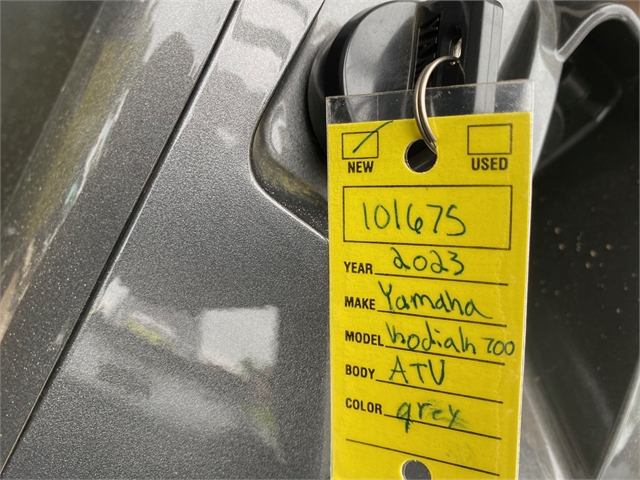 NEW USED
101675
YEAR 2023
MAKE Yamaha
MODEL Kodiak 700
BODY ATV
COLOR grey